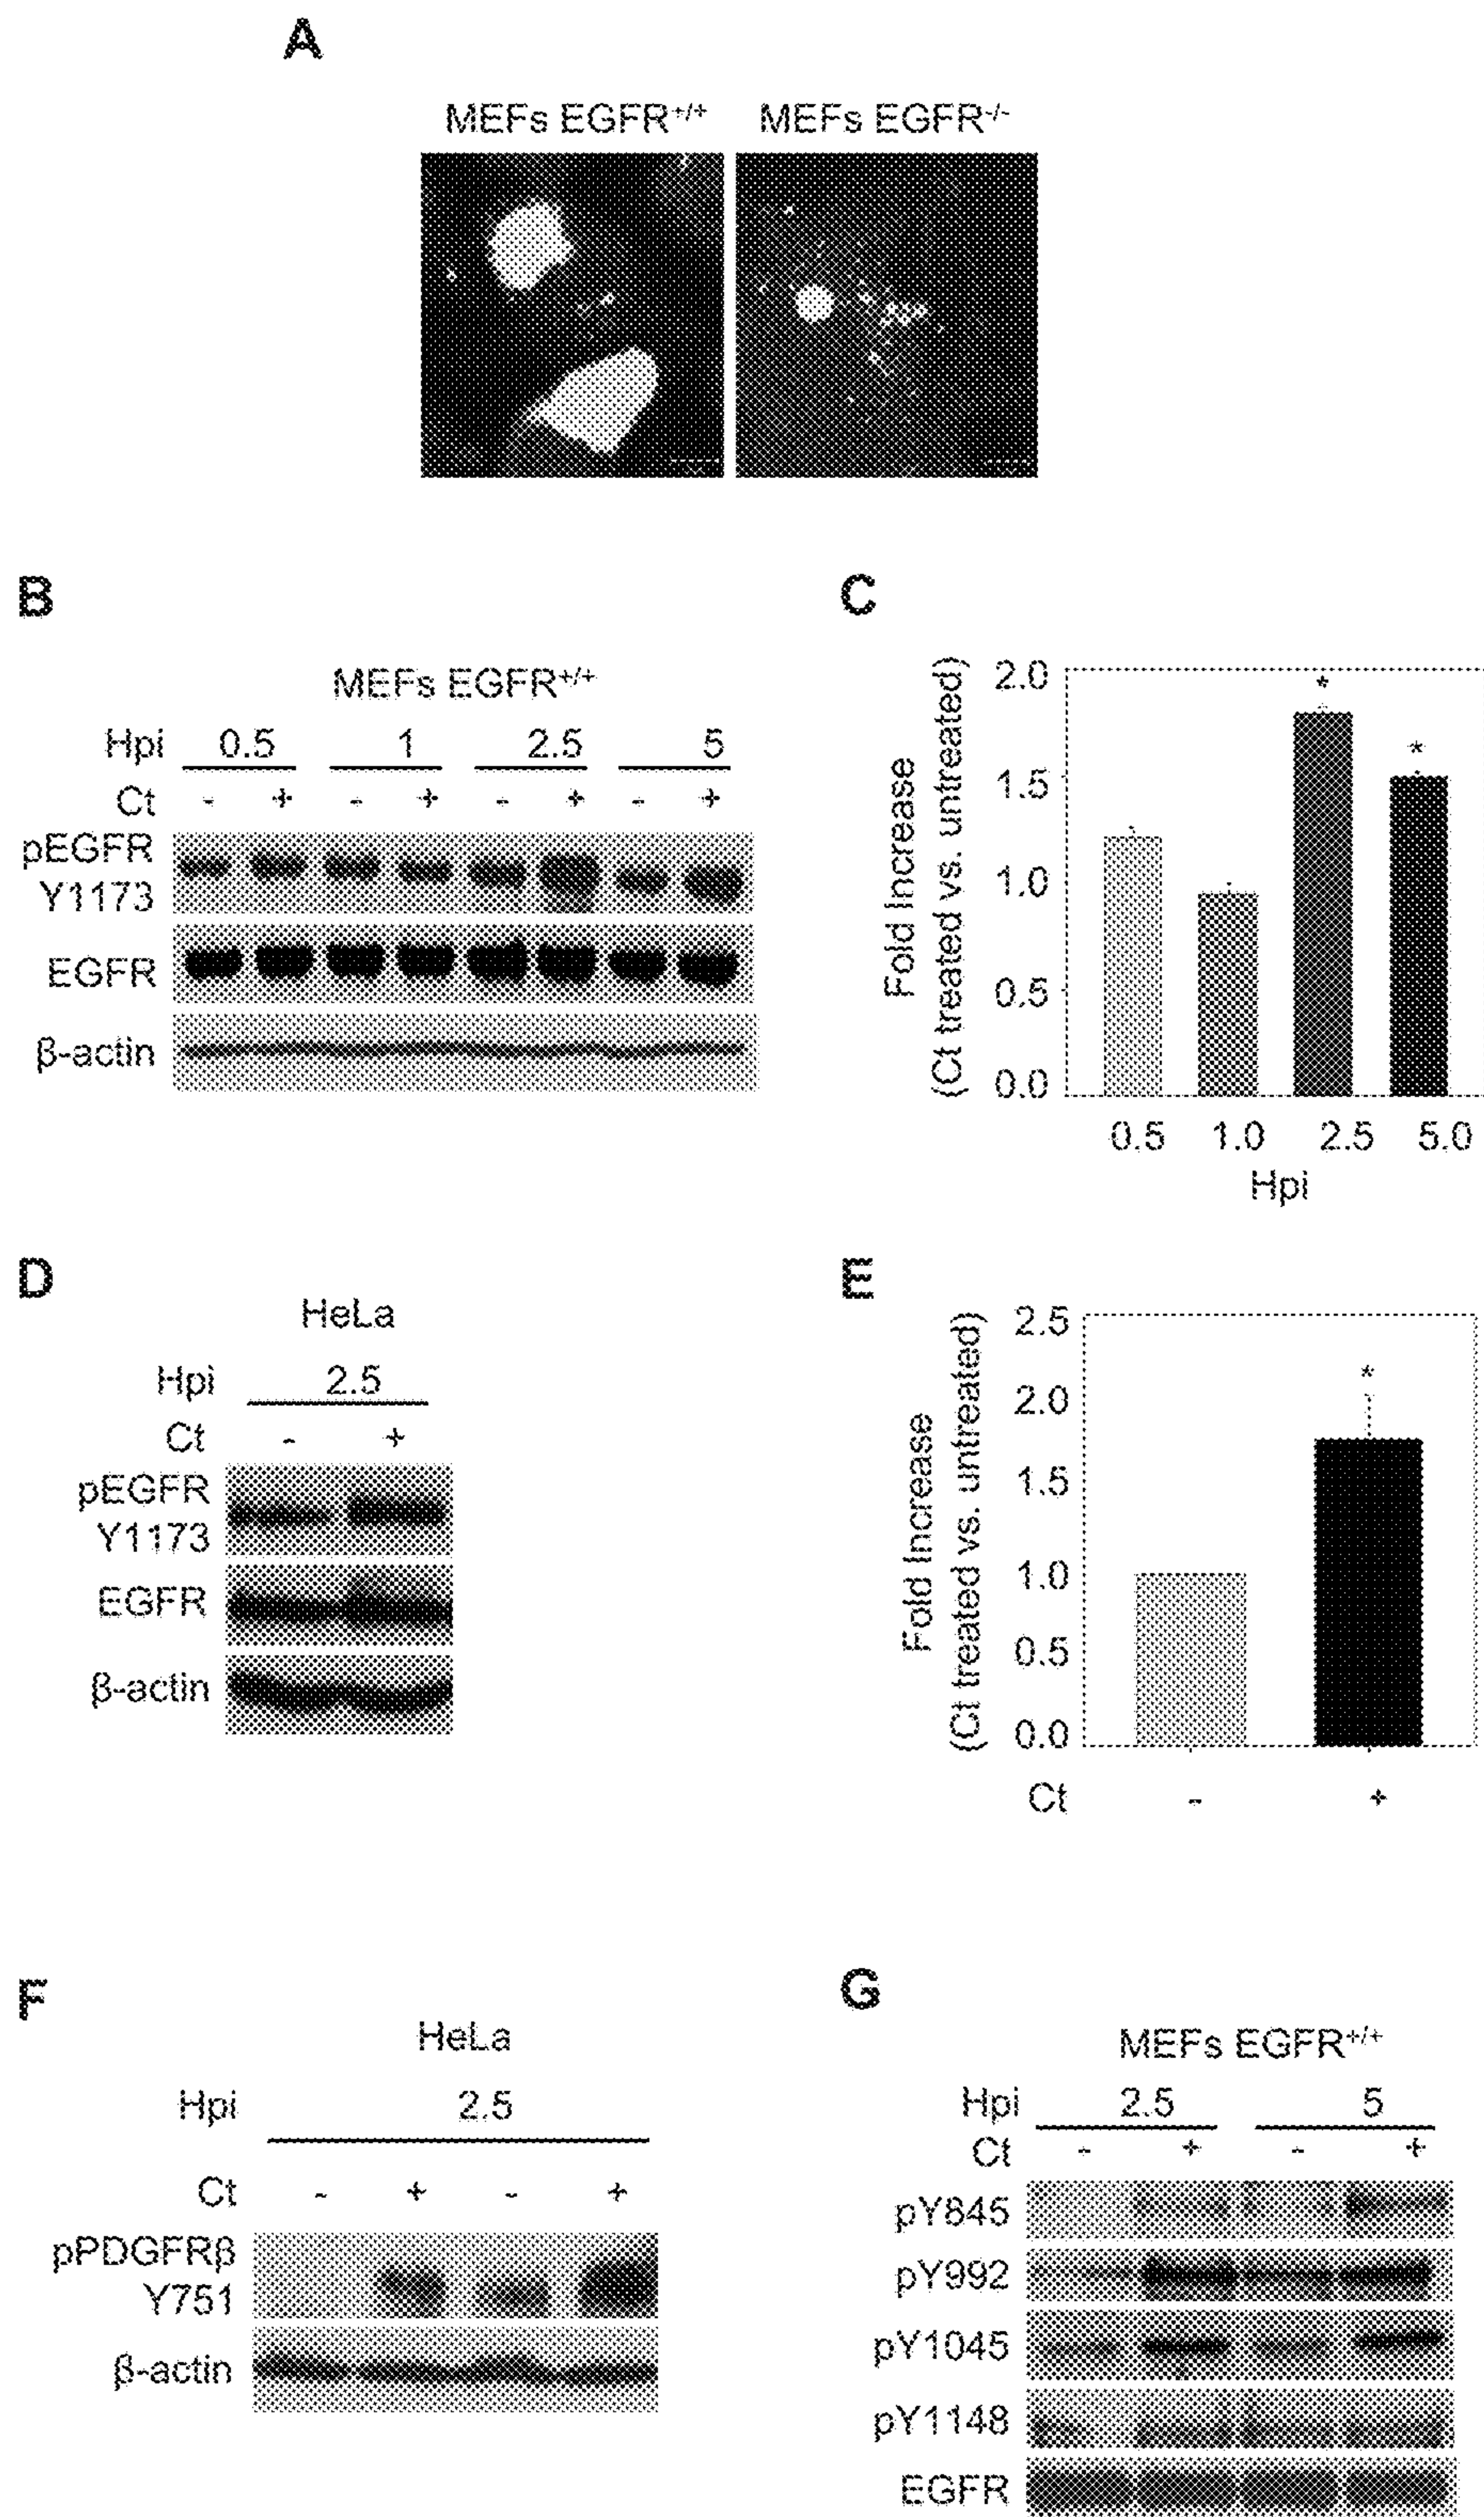 A
MEFs EGFR+/+ MEFs EGFR-/-
B
MEFs EGFR+/+
Hpi 0.5 1 2.5 5
Ct - + - + - + - +
pEGFR
Y1173
EGFR
β-actin
C
Fold Increase
(Ct treated vs. untreated)
2.0
*
*
1.5
1.0
0.5
0.0
0.5 1.0 2.5 5.0
Hpi
D
HeLa
Hpi 2.5
Ct - +
pEGFR
Y1173
EGFR
β-actin
E
Fold Increase
(Ct treated vs. untreated)
2.5
*
2.0
1.5
1.0
0.5
0.0
Ct - +
F
HeLa
Hpi 2.5
Ct - + - +
pPDGFRβ
Y751
β-actin
G
MEFs EGFR+/+
Hpi 2.5 5
Ct - + - +
pY845
pY992
pY1045
pY1148
EGFR